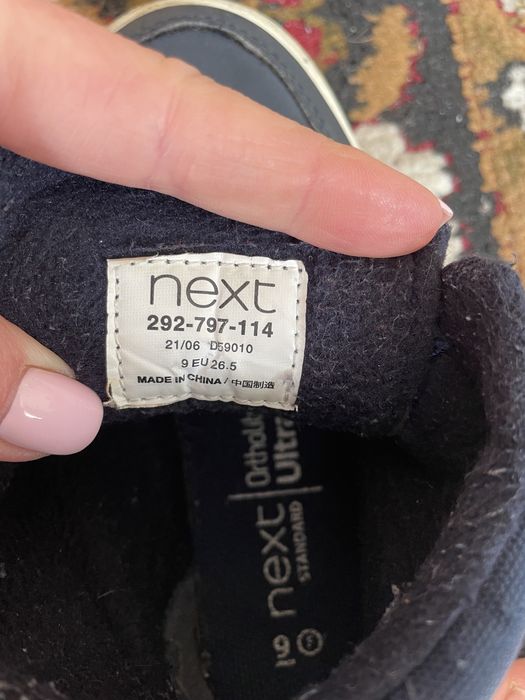 next
292-797-114
21/06 D59010
9 EU 26.5
MADE IN CHINA / 中国制造
next
STANDARD
Ultra
9